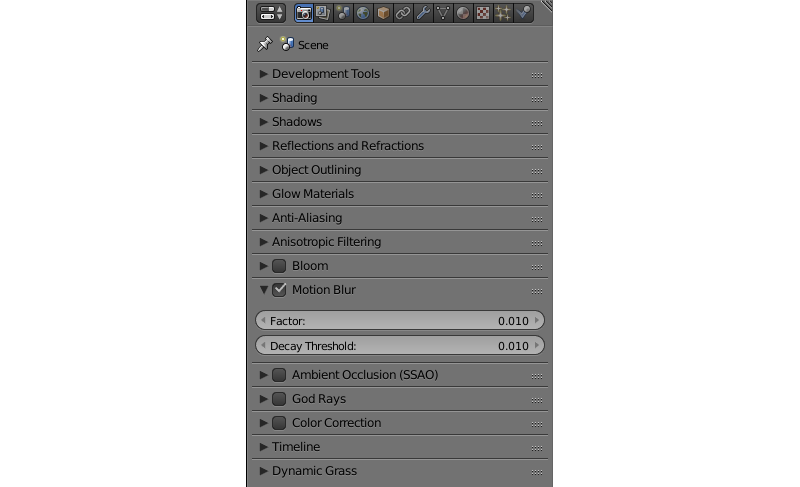 Scene
Development Tools
Shading
Shadows
Reflections and Refractions
Object Outlining
Glow Materials
Anti-Aliasing
Anisotropic Filtering
Bloom
Motion Blur
Factor: 0.010
Decay Threshold: 0.010
Ambient Occlusion (SSAO)
God Rays
Color Correction
Timeline
Dynamic Grass